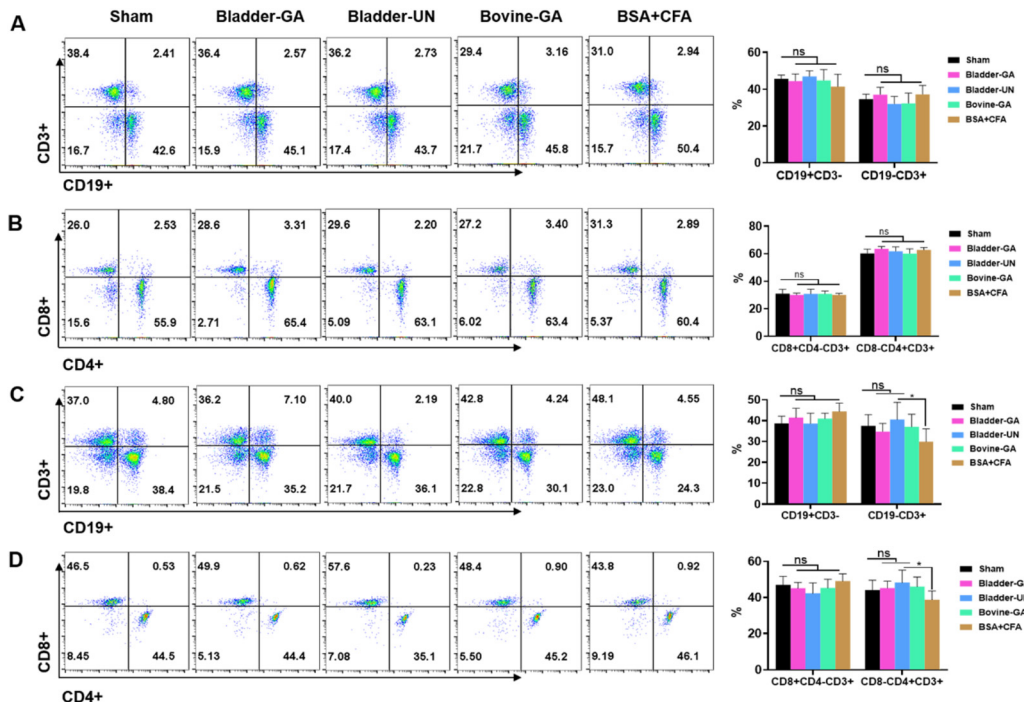 Sham Bladder-GA Bladder-UN Bovine-GA BSA+CFA
A
38.4 2.41 36.4 2.57 36.2 2.73 29.4 3.16 31.0 2.94
16.7 42.6 15.9 45.1 17.4 43.7 21.7 45.8 15.7 50.4
CD3+
CD19+
60
40
20
0
%
ns ns
CD19+CD3- CD19-CD3+
Sham
Bladder-GA
Bladder-UN
Bovine-GA
BSA+CFA
B
26.0 2.53 28.6 3.31 29.6 2.20 27.2 3.40 31.3 2.89
15.6 55.9 2.71 65.4 5.09 63.1 6.02 63.4 5.37 60.4
CD8+
CD4+
80
60
40
20
0
%
ns ns
CD8+CD4-CD3+ CD8-CD4+CD3+
Sham
Bladder-GA
Bladder-UN
Bovine-GA
BSA+CFA
C
37.0 4.80 36.2 7.10 40.0 2.19 42.8 4.24 48.1 4.55
19.8 38.4 21.5 35.2 21.7 36.1 22.8 30.1 23.0 24.3
CD3+
CD19+
50
40
30
20
10
0
%
ns ns *
CD19+CD3- CD19-CD3+
Sham
Bladder-GA
Bladder-UN
Bovine-GA
BSA+CFA
D
46.5 0.53 49.9 0.62 57.6 0.23 48.4 0.90 43.8 0.92
8.45 44.5 5.13 44.4 7.08 35.1 5.50 45.2 9.19 46.1
CD8+
CD4+
60
40
20
0
%
ns ns *
CD8+CD4-CD3+ CD8-CD4+CD3+
Sham
Bladder-GA
Bladder-UN
Bovine-GA
BSA+CFA